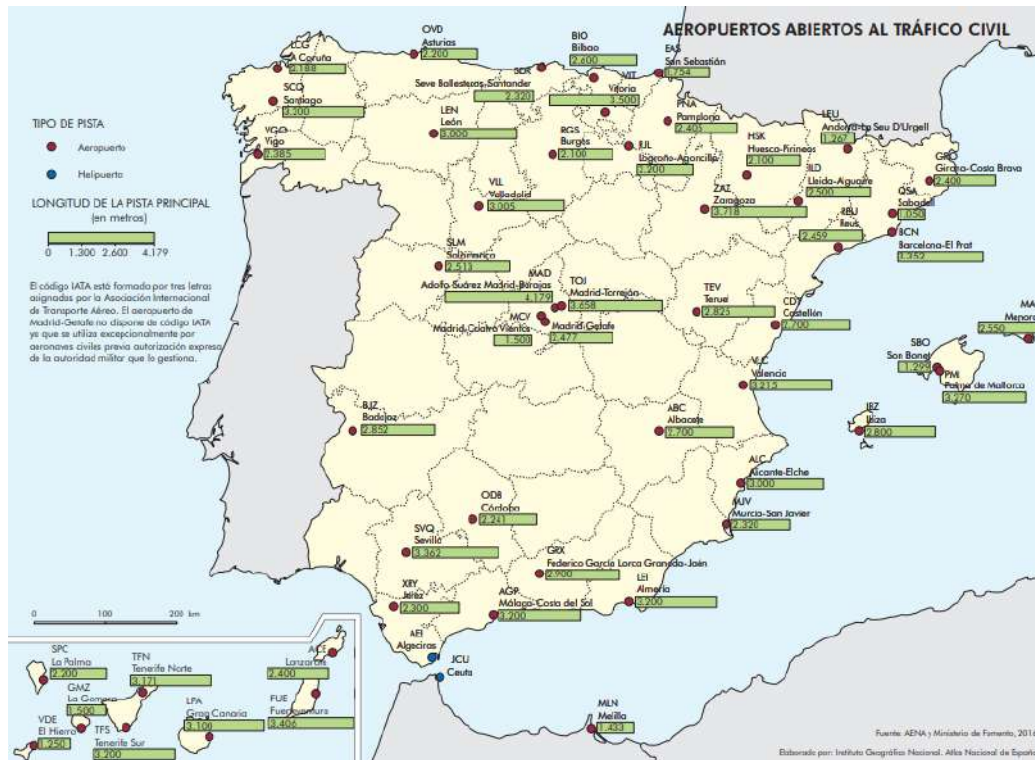 AEROPUERTOS ABIERTOS AL TRÁFICO CIVIL
TIPO DE PISTA
Aeropuerto
Helipuerto
LONGITUD DE LA PISTA PRINCIPAL
(en metros)
0 1.300 2.600 4.179
El código IATA está formado por tres letras
asignadas por la Asociación Internacional
de Transporte Aéreo. El aeropuerto de
Madrid-Getafe no dispone de código IATA
ya que se utiliza excepcionalmente por
aeronaves civiles previa autorización expresa
de la autoridad militar que lo gestiona.
LCG
A Coruña
2.188
OVD
Asturias
2.200
BIO
Bilbao
2.600
EAS
San Sebastián
1.754
SDR
Seve Ballesteros-Santander
2.320
VIT
Vitoria
3.500
SCQ
Santiago
3.200
LEN
León
3.000
PNA
Pamplona
2.405
LEU
Andorra-La Seu D'Urgell
1.267
VGO
Vigo
2.385
RGS
Burgos
2.100
RJL
Logroño-Agoncillo
2.200
HSK
Huesca-Pirineos
2.100
GRO
Girona-Costa Brava
2.400
ILD
Lleida-Alguaire
2.500
VLL
Valladolid
3.005
ZAZ
Zaragoza
3.718
QSA
Sabadell
1.050
REU
Reus
2.459
BCN
Barcelona-El Prat
3.352
SLM
Salamanca
2.513
MAD
Adolfo Suárez Madrid-Barajas
4.179
TOJ
Madrid-Torrejón
3.658
MCV
Madrid-Cuatro Vientos
1.500
Madrid-Getafe
2.477
TEV
Teruel
2.825
CDT
Castellón
2.700
Menorca
2.550
SBO
Son Bonet
1.299
PMI
Palma de Mallorca
3.270
VLC
Valencia
3.215
IBZ
Ibiza
2.800
BJZ
Badajoz
2.852
ABC
Albacete
2.700
ALC
Alicante-Elche
3.000
MJV
Murcia-San Javier
2.320
ODB
Córdoba
2.241
SVQ
Sevilla
3.362
GRX
Federico García Lorca Granada-Jaén
2.900
LEI
Almería
3.200
XRY
Jerez
2.300
AGP
Málaga-Costa del Sol
3.200
AEI
Algeciras
JCU
Ceuta
MLN
Melilla
1.433
0 100 200 km
SPC
La Palma
2.200
TFN
Tenerife Norte
3.171
ACE
Lanzarote
2.400
GMZ
La Gomera
1.500
LPA
Gran Canaria
3.100
FUE
Fuerteventura
3.406
VDE
El Hierro
1.250
TFS
Tenerife Sur
3.200
Fuente: AENA y Ministerio de Fomento, 2016
Elaborado por: Instituto Geográfico Nacional. Atlas Nacional de España